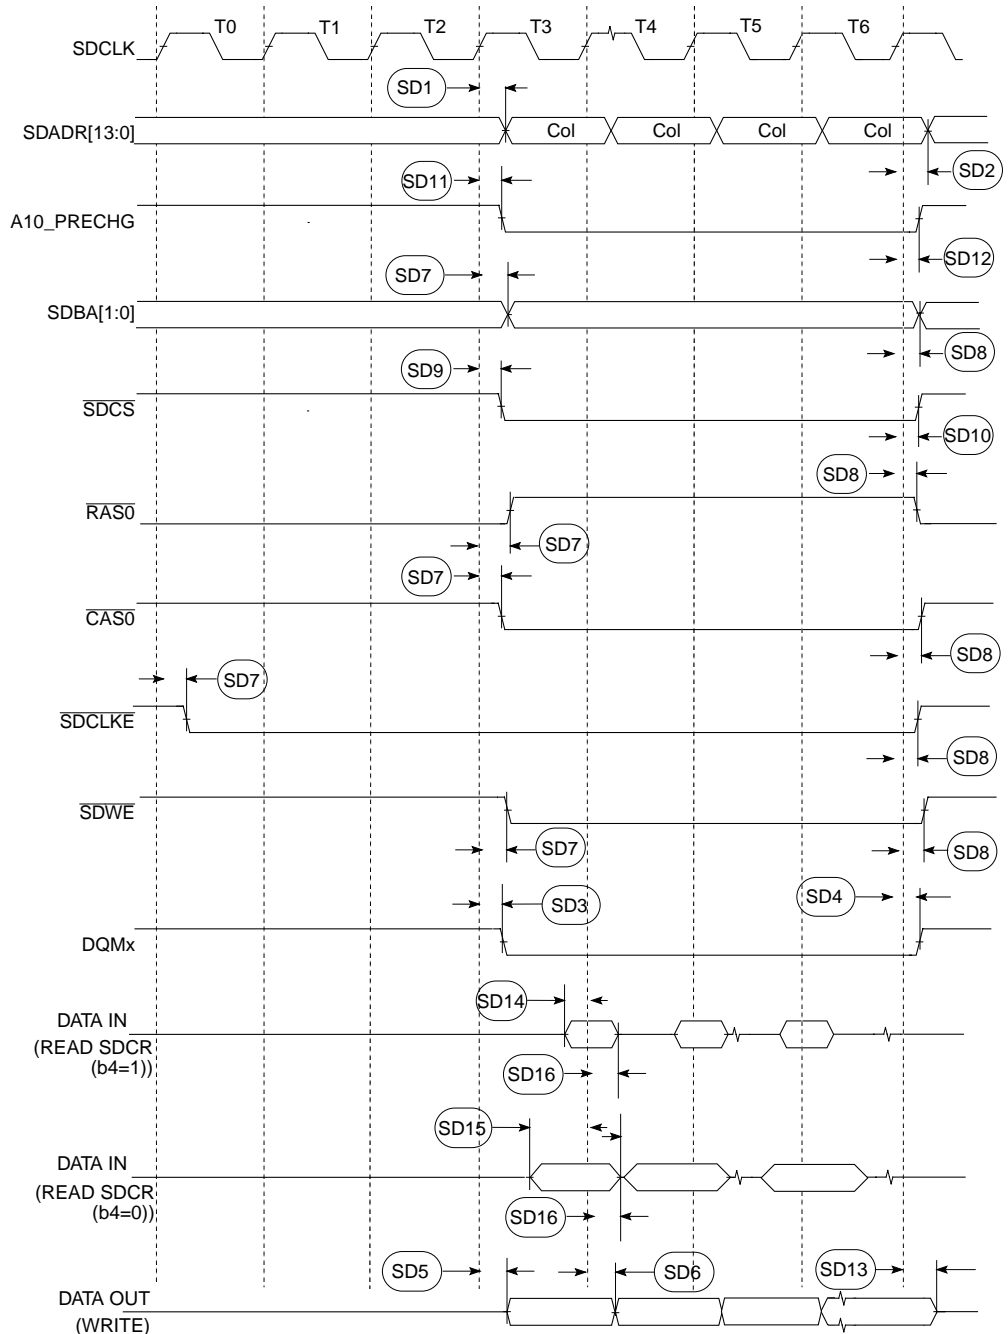 T0 T1 T2 T3 T4 T5 T6
SDCLK
SD1
SDADR[13:0] Col Col Col Col
SD2
SD11
A10_PRECHG
SD12
SD7
SDBA[1:0]
SD8
SD9
SDCS
SD10
SD8
RAS0
SD7
SD7
CAS0
SD8
SD7
SDCLKE
SD8
SDWE
SD7 SD8
SD3 SD4
DQMx
SD14
DATA IN
(READ SDCR
(b4=1))
SD16
SD15
DATA IN
(READ SDCR
(b4=0))
SD16
SD5 SD6 SD13
DATA OUT
(WRITE)